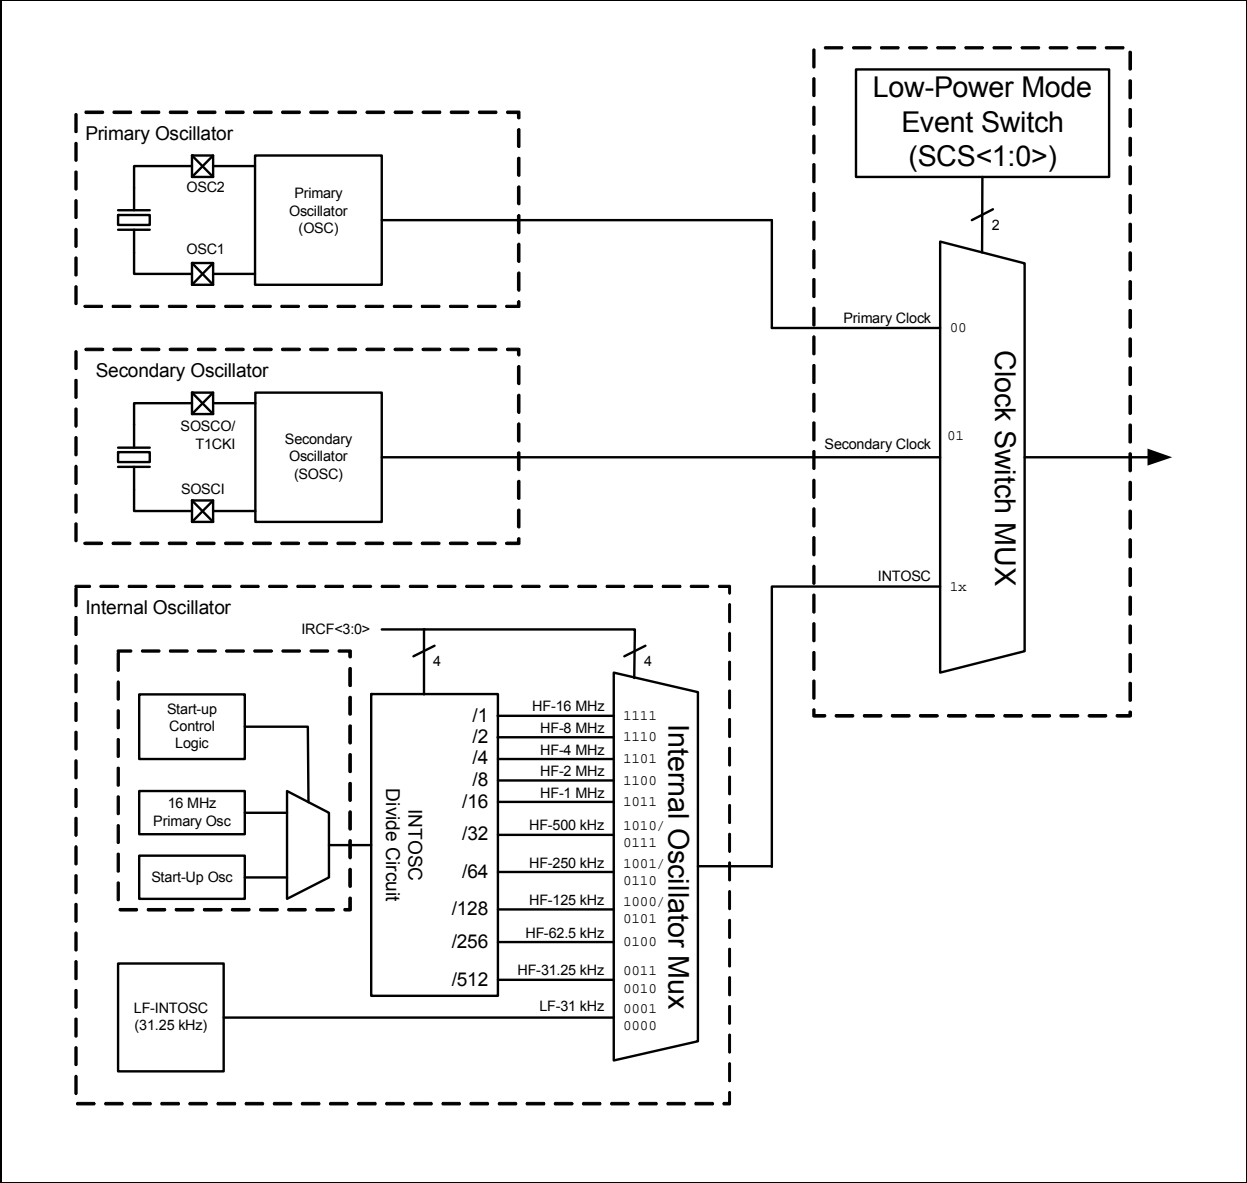 Low-Power Mode
Event Switch
(SCS<1:0>)
2
Primary Oscillator
OSC2
OSC1
Primary
Oscillator
(OSC)
Primary Clock
00
Secondary Oscillator
SOSCO/
T1CKI
SOSCI
Secondary
Oscillator
(SOSC)
Secondary Clock
01
INTOSC
1x
Clock Switch MUX
Internal Oscillator
IRCF<3:0>
4
4
Start-up
Control
Logic
16 MHz
Primary Osc
Start-Up Osc
LF-INTOSC
(31.25 kHz)
INTOSC
Divide Circuit
/1
/2
/4
/8
/16
/32
/64
/128
/256
/512
HF-16 MHz
HF-8 MHz
HF-4 MHz
HF-2 MHz
HF-1 MHz
HF-500 kHz
HF-250 kHz
HF-125 kHz
HF-62.5 kHz
HF-31.25 kHz
LF-31 kHz
1111
1110
1101
1100
1011
1010/
0111
1001/
0110
1000/
0101
0100
0011
0010
0001
0000
Internal Oscillator Mux